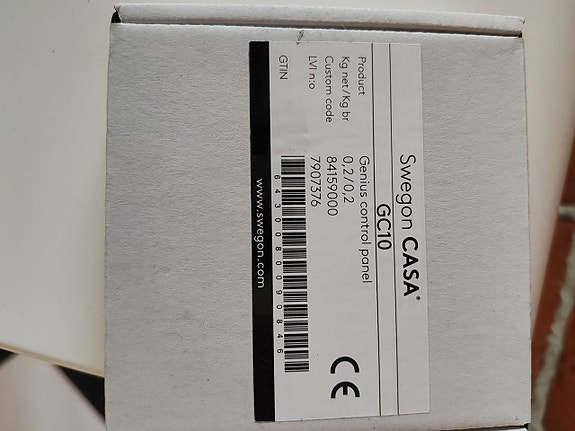 Swegon CASA®
GC10
Product Genius control panel
Kg net/Kg br 0,2/0,2
Custom code 84159000
LVI n:o 7907376
GTIN
6430080090846
CE
www.swegon.com